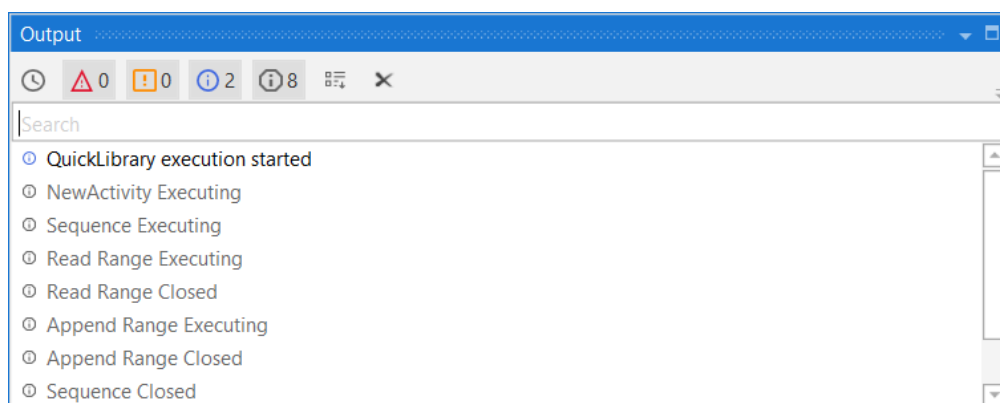 Output
0 0 2 8
Search
QuickLibrary execution started
NewActivity Executing
Sequence Executing
Read Range Executing
Read Range Closed
Append Range Executing
Append Range Closed
Sequence Closed